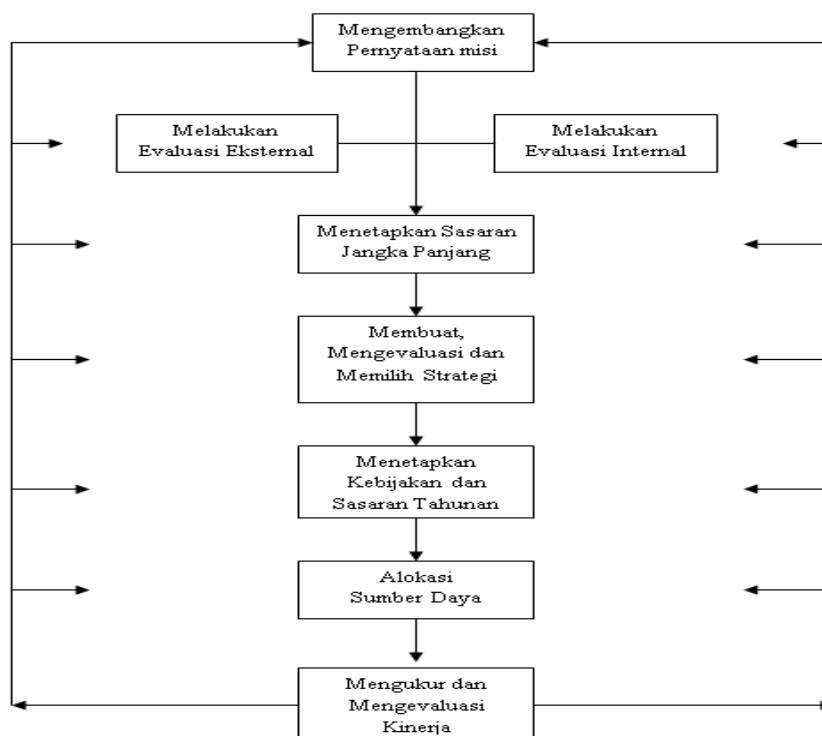 Mengembangkan
Pernyataan misi
Melakukan
Evaluasi Eksternal
Melakukan
Evaluasi Internal
Menetapkan Sasaran
Jangka Panjang
Membuat,
Mengevaluasi dan
Memilih Strategi
Menetapkan
Kebijakan dan
Sasaran Tahunan
Alokasi
Sumber Daya
Mengukur dan
Mengevaluasi
Kinerja